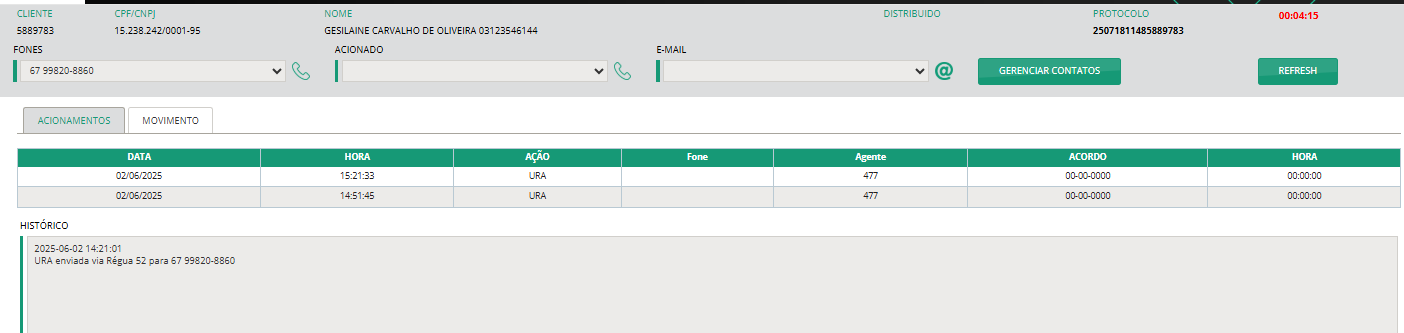 CLIENTE CPF/CNPJ NOME DISTRIBUIDO PROTOCOLO 00:04:15
5889783 15.238.242/0001-95 GESILAINE CARVALHO DE OLIVEIRA 03123546144 25071811485889783
FONES ACIONADO E-MAIL
67 99820-8860 @ GERENCIAR CONTATOS REFRESH
ACIONAMENTOS MOVIMENTO
DATA HORA AÇÃO Fone Agente ACORDO HORA
02/06/2025 15:21:33 URA 477 00-00-0000 00:00:00
02/06/2025 14:51:45 URA 477 00-00-0000 00:00:00
HISTÓRICO
2025-06-02 14:21:01
URA enviada via Régua 52 para 67 99820-8860